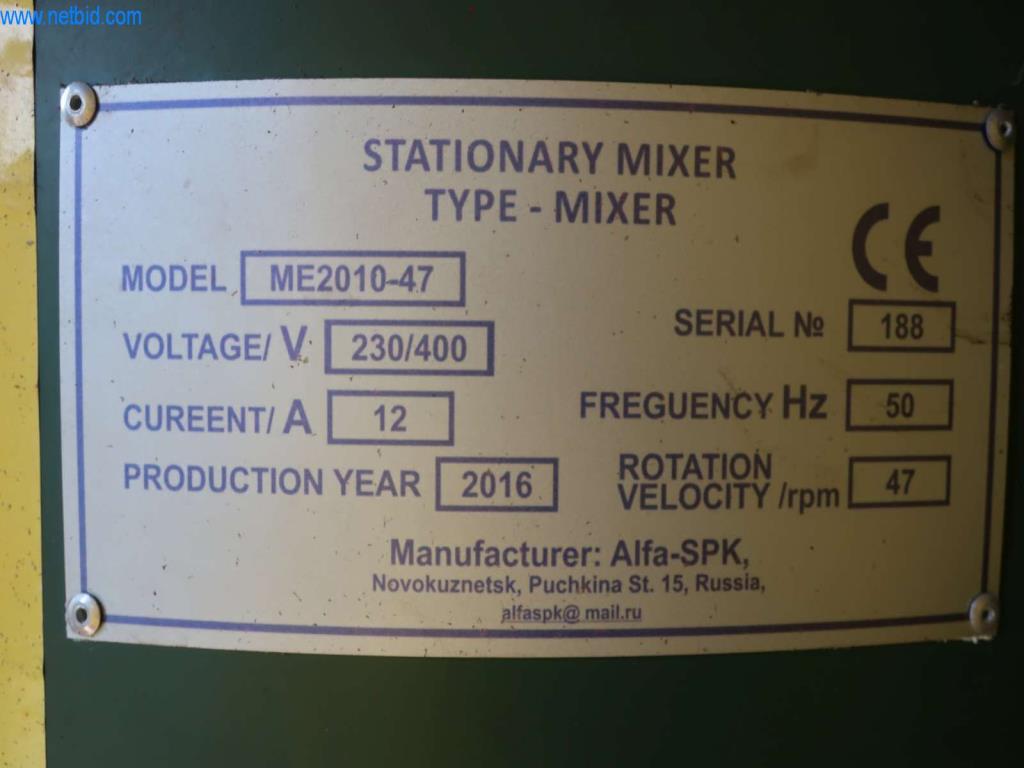 www.netbid.com
STATIONARY MIXER
TYPE - MIXER
CE
MODEL ME2010-47
SERIAL № 188
VOLTAGE/ V 230/400
FREGUENCY Hz 50
CUREENT/ A 12
ROTATION
VELOCITY /rpm 47
PRODUCTION YEAR 2016
Manufacturer: Alfa-SPK,
Novokuznetsk, Puchkina St. 15, Russia,
alfaspk@ mail.ru